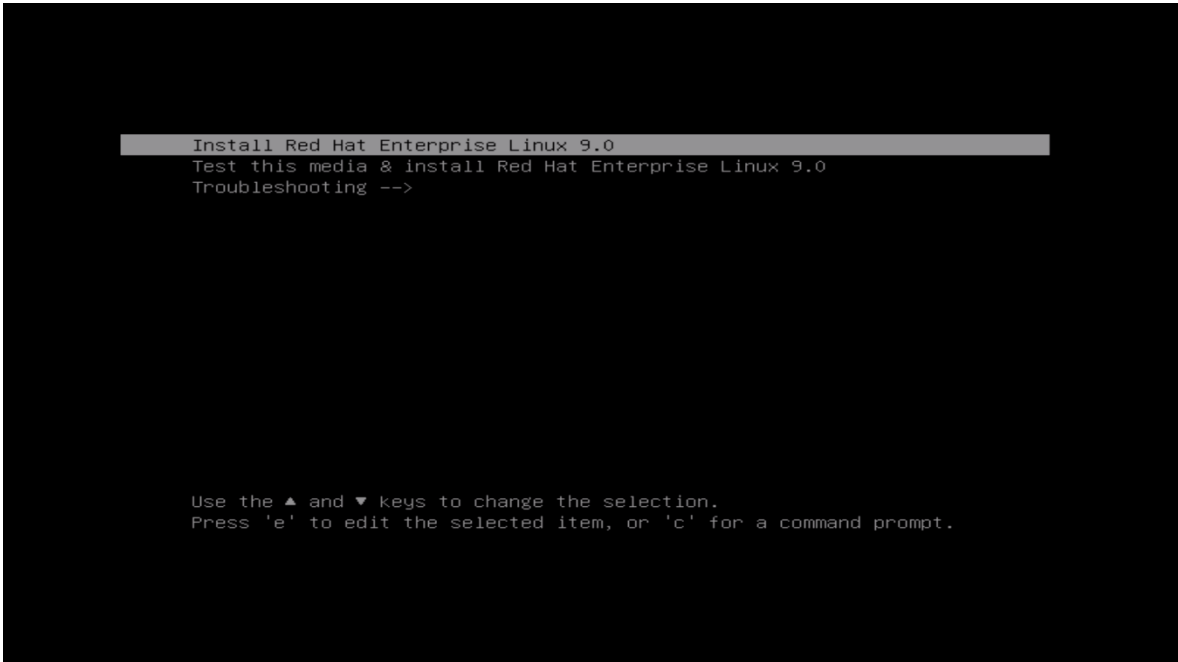 Install Red Hat Enterprise Linux 9.0
Test this media & install Red Hat Enterprise Linux 9.0
Troubleshooting -->
Use the ▲ and ▼ keys to change the selection.
Press 'e' to edit the selected item, or 'c' for a command prompt.